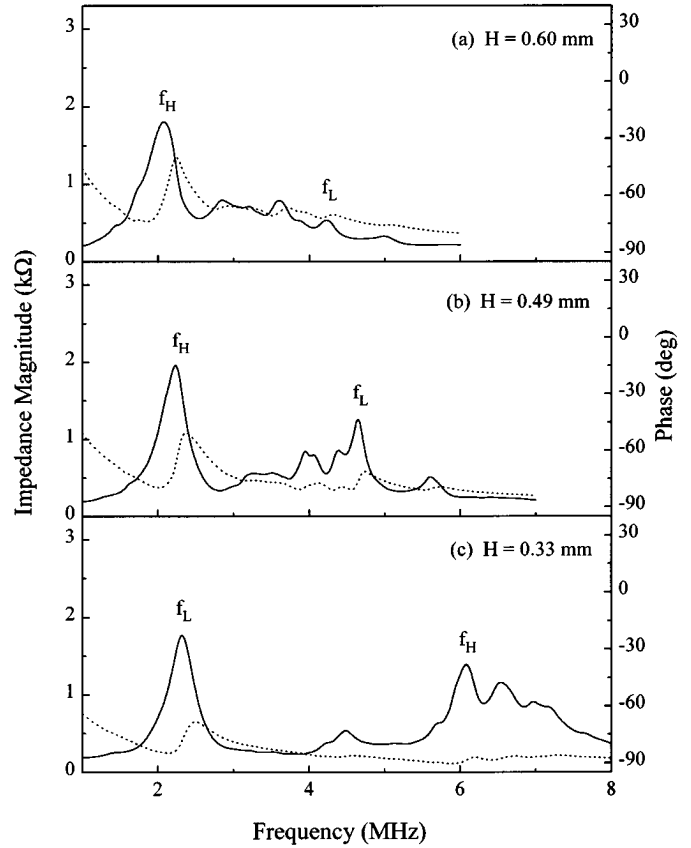 3
2
1
0
40
0
-30
-60
-90
(a) H = 0.60 mm
f_H
f_L
3
2
1
0
30
0
-30
-60
-90
(b) H = 0.49 mm
f_H
f_L
3
2
1
0
30
0
-30
-60
-90
(c) H = 0.33 mm
f_L
f_H
2
4
6
8
Impedance Magnitude (kΩ)
Phase (deg)
Frequency (MHz)